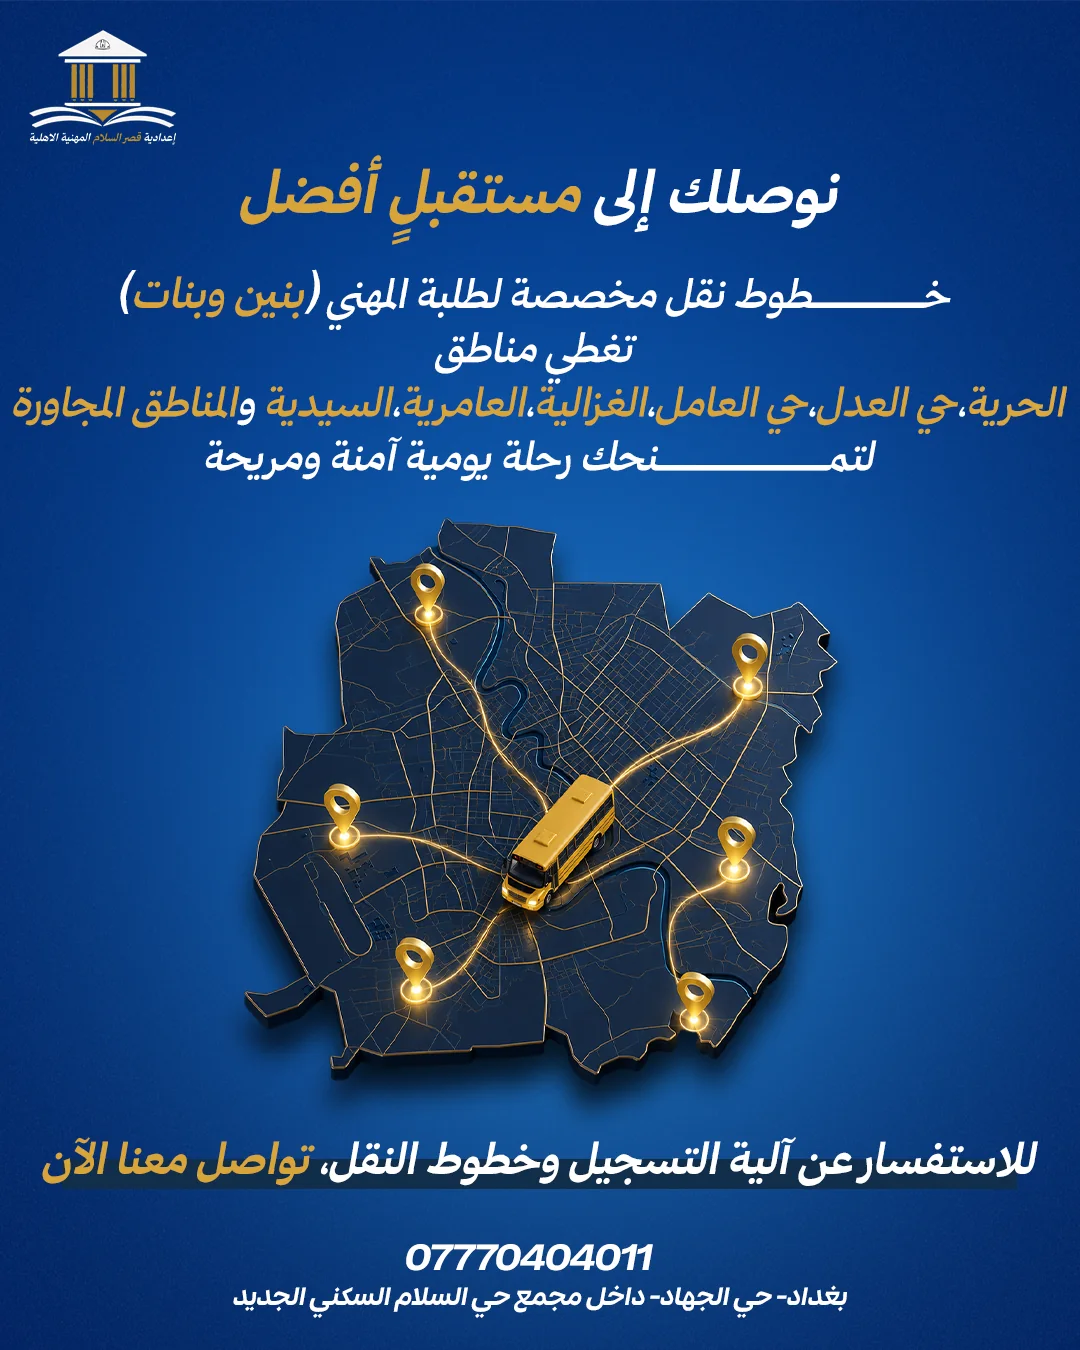 إعدادية قصر السلام المهنية الاهلية
نوصلك إلى مستقبلٍ أفضل
خـــــــــطوط نقل مخصصة لطلبة المهني (بنين وبنات)
تغطي مناطق
الحرية،حي العدل،حي العامل،الغزالية،العامرية،السيدية والمناطق المجاورة
لتمـــــــــــــنحك رحلة يومية آمنة ومريحة
للاستفسار عن آلية التسجيل وخطوط النقل، تواصل معنا الآن
07770404011
بغداد- حي الجهاد- داخل مجمع حي السلام السكني الجديد